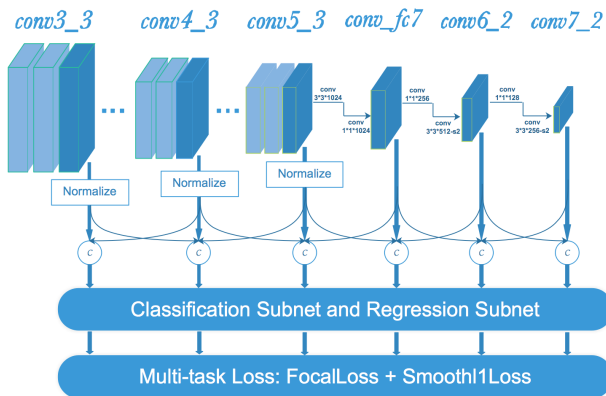 conv3_3 conv4_3 conv5_3 conv_fc7 conv6_2 conv7_2
conv
3*3*1024
conv
1*1*1024
conv
1*1*256
conv
3*3*512-s2
conv
1*1*128
conv
3*3*256-s2
Normalize
Normalize
Normalize
c c c c c c
Classification Subnet and Regression Subnet
Multi-task Loss: FocalLoss + Smoothl1Loss